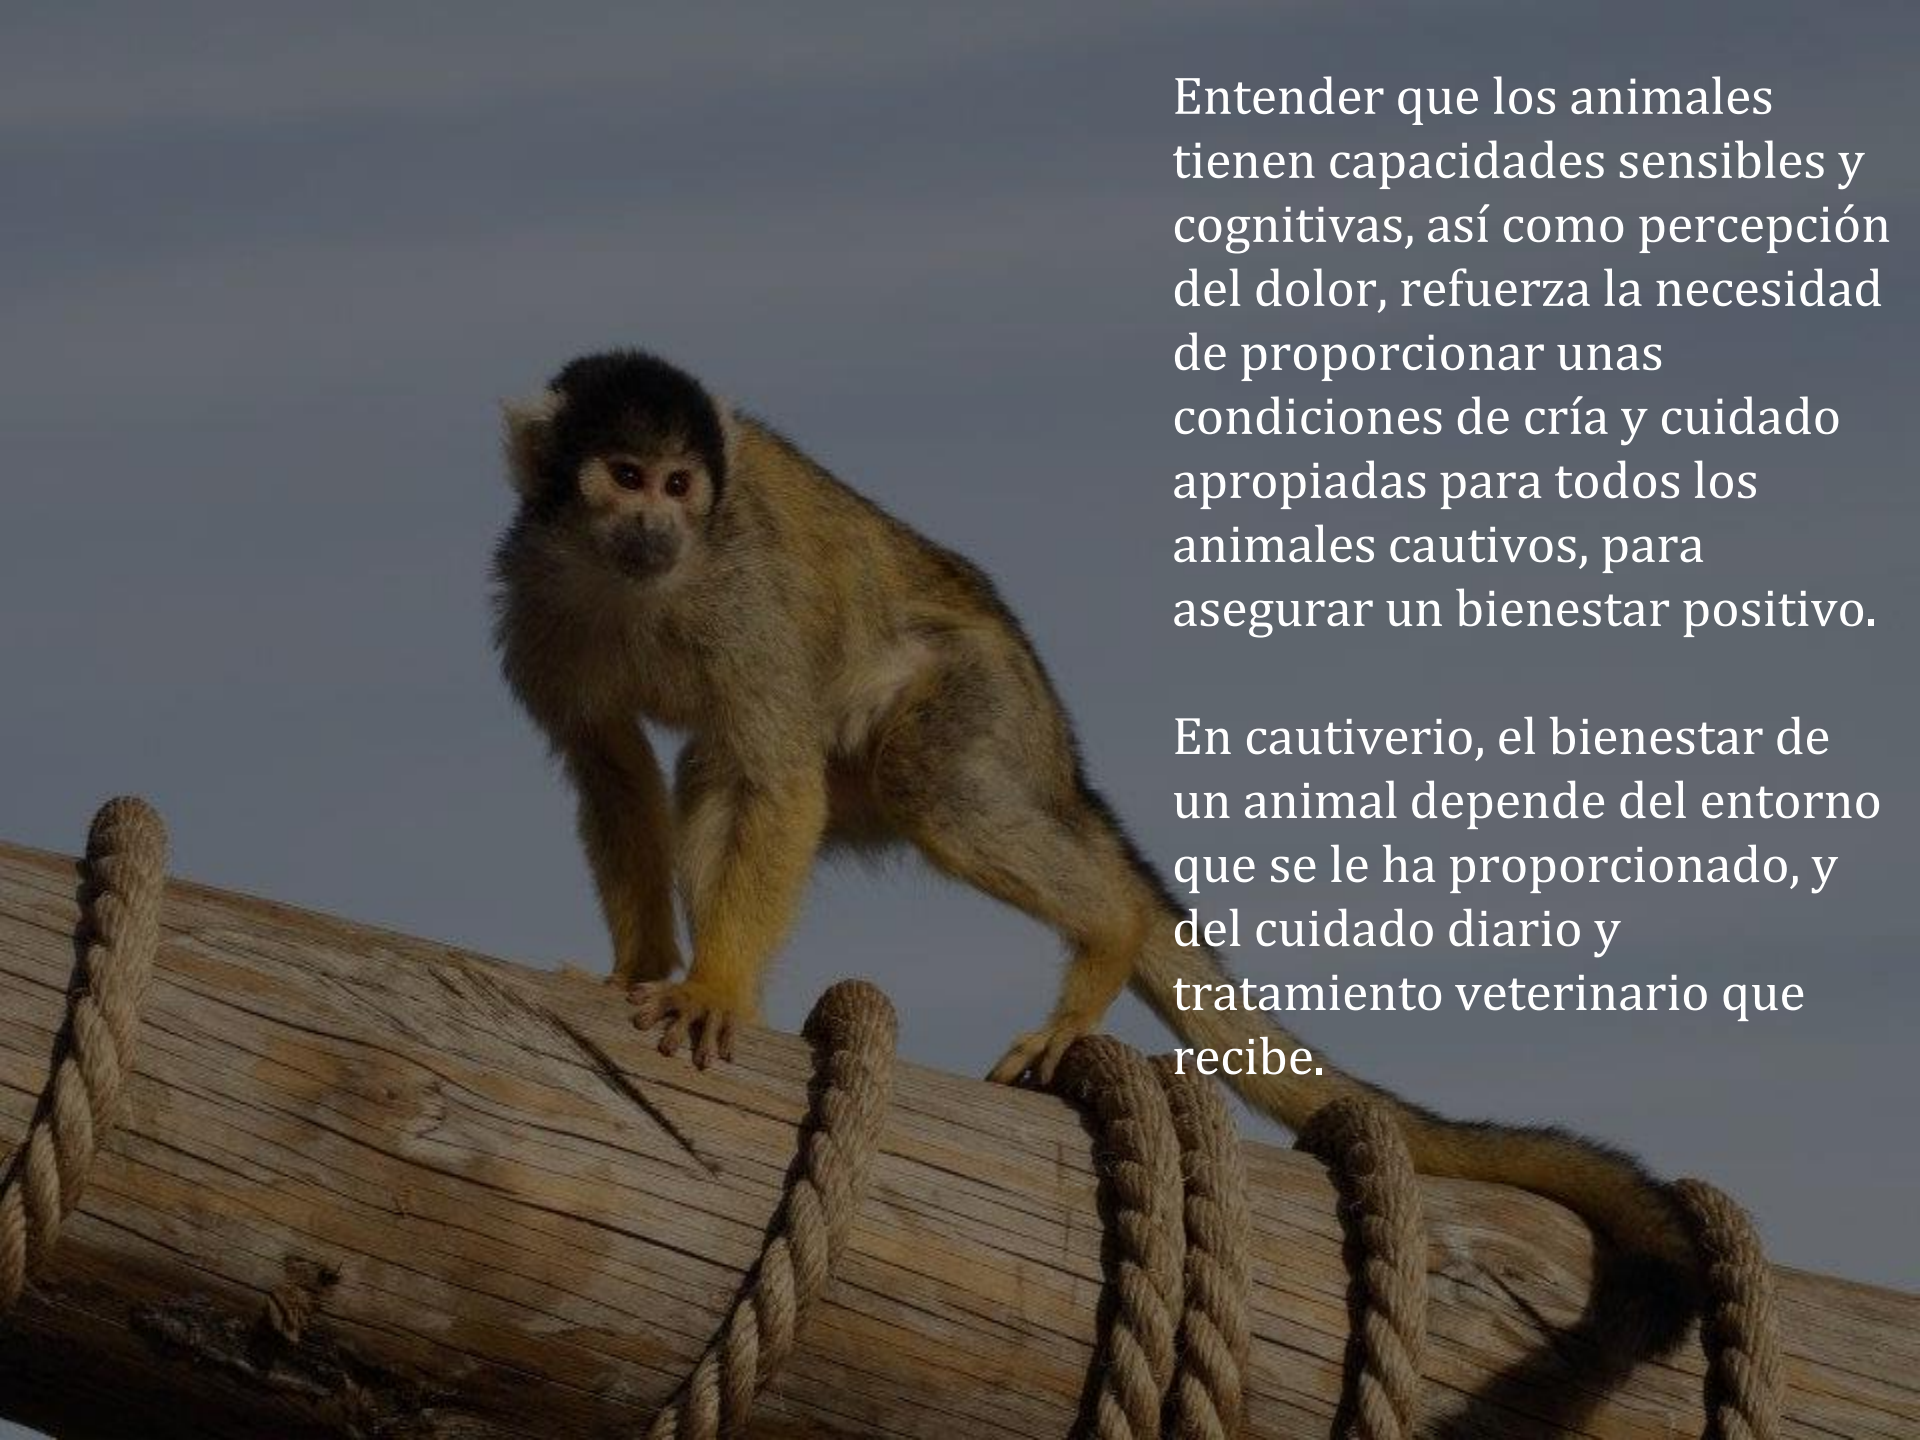 Entender que los animales
tienen capacidades sensibles y
cognitivas, así como percepción
del dolor, refuerza la necesidad
de proporcionar unas
condiciones de cría y cuidado
apropiadas para todos los
animales cautivos, para
asegurar un bienestar positivo.
En cautiverio, el bienestar de
un animal depende del entorno
que se le ha proporcionado, y
del cuidado diario y
tratamiento veterinario que
recibe.